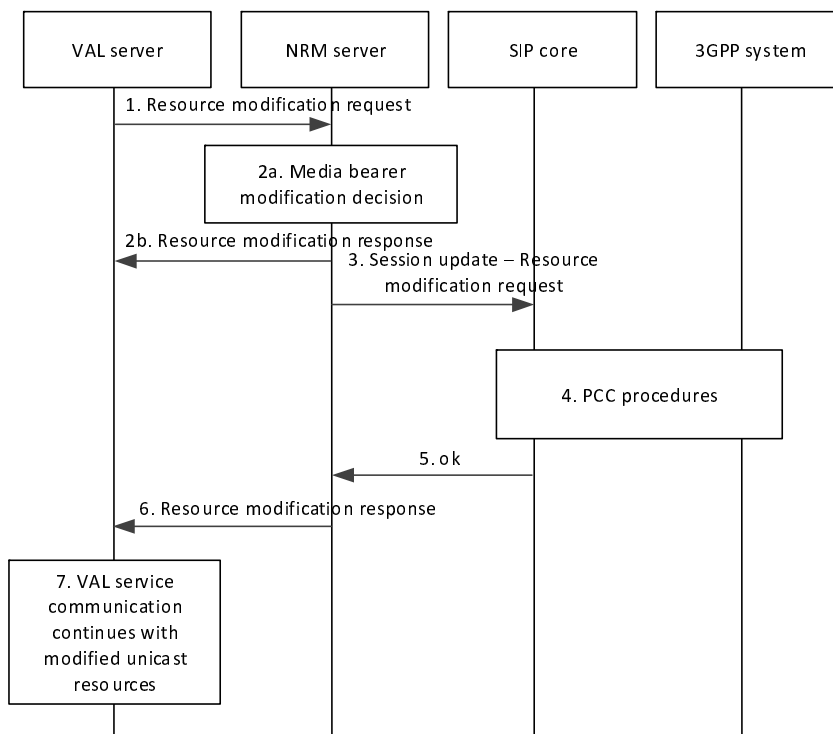 VAL server
NRM server
SIP core
3GPP system
1. Resource modification request
2a. Media bearer
modification decision
2b. Resource modification response
3. Session update – Resource
modification request
4. PCC procedures
5. ok
6. Resource modification response
7. VAL service
communication
continues with
modified unicast
resources